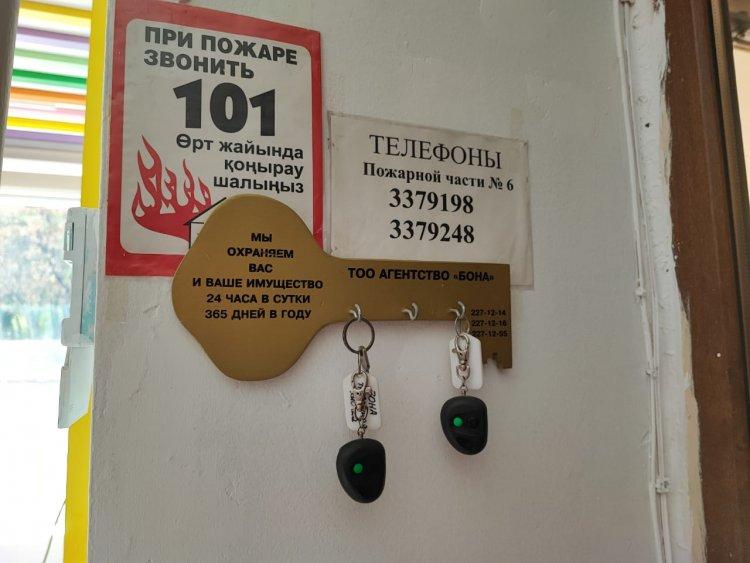 ПРИ ПОЖАРЕ
ЗВОНИТЬ
101
Өрт жайында
қоңырау
шалыңыз
ТЕЛЕФОНЫ
Пожарной части № 6
3379198
3379248
МЫ
ОХРАНЯЕМ
ВАС
И ВАШЕ ИМУЩЕСТВО
24 ЧАСА В СУТКИ
365 ДНЕЙ В ГОДУ
ТОО АГЕНТСТВО «БОНА»
227-12-14
227-12-16
227-12-95